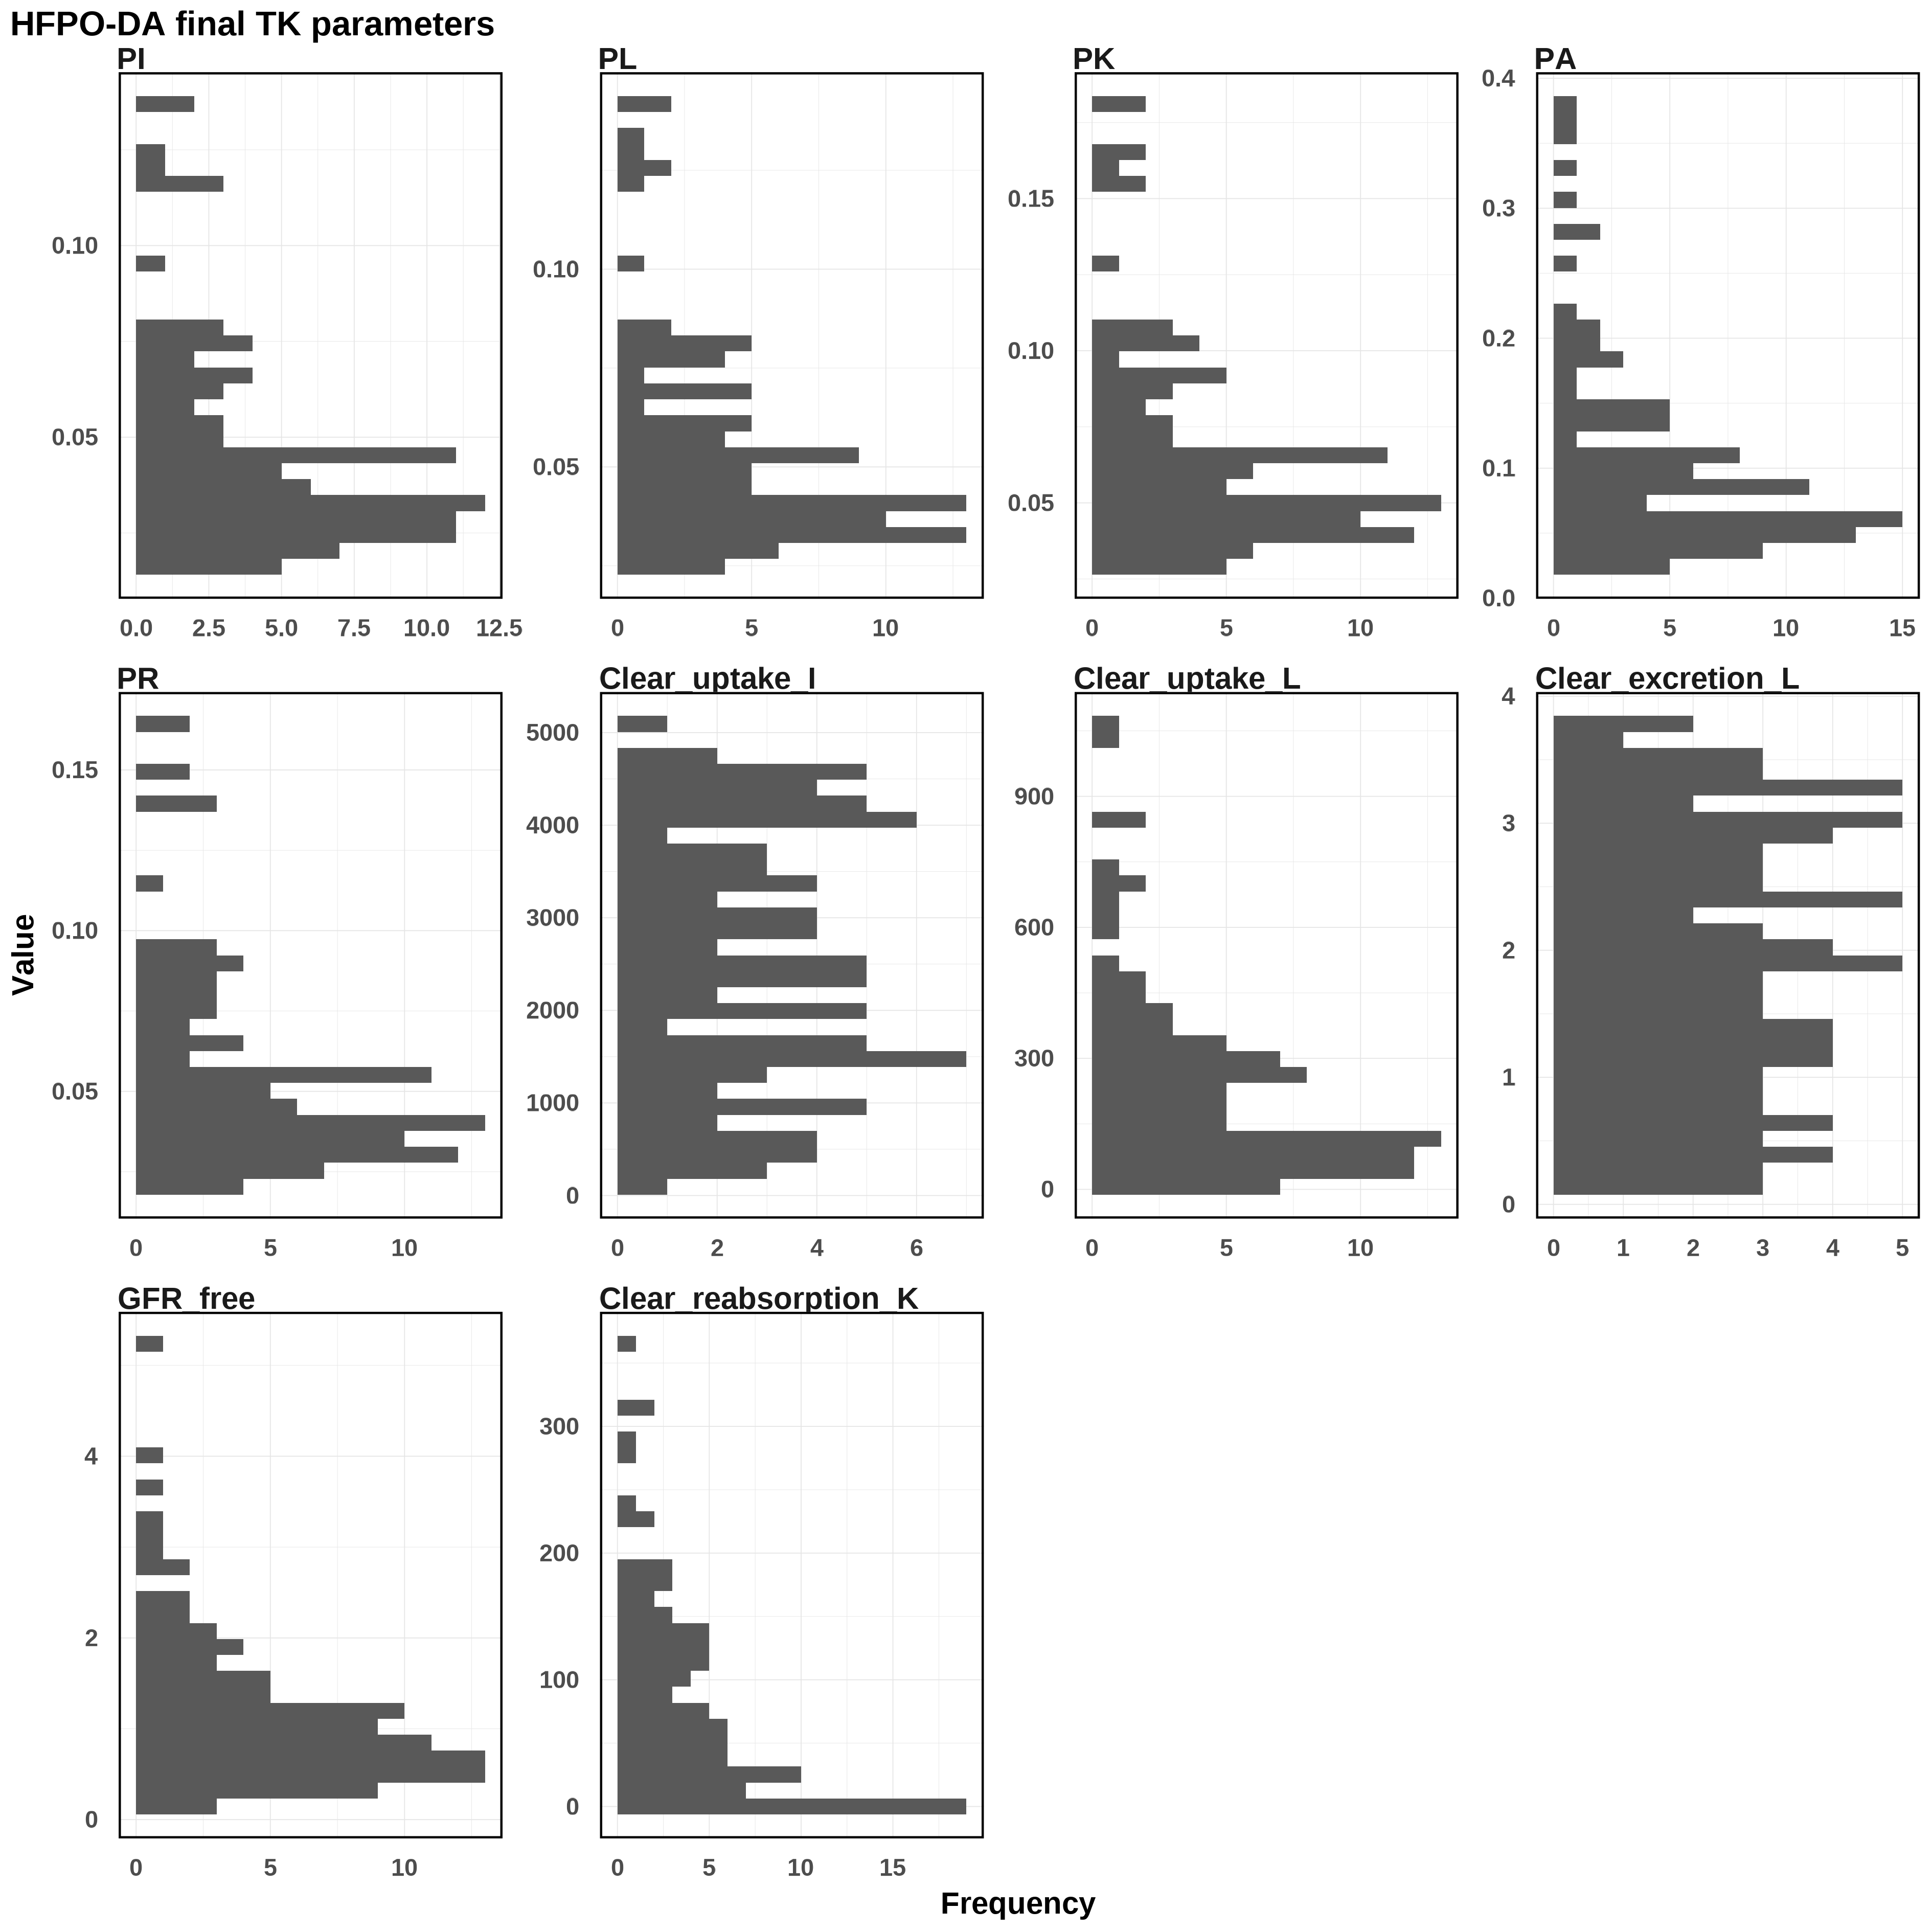 HFPO-DA final TK parameters
PI PL PK PA
0.10
0.05
0.0 2.5 5.0 7.5 10.0 12.5
0.10
0.05
0 5 10
0.15
0.10
0.05
0 5 10
0.4
0.3
0.2
0.1
0.0
0 5 10 15
PR Clear_uptake_I Clear_uptake_L Clear_excretion_L
Value
0.15
0.10
0.05
0 5 10
5000
4000
3000
2000
1000
0
0 2 4 6
900
600
300
0
0 5 10
4
3
2
1
0
0 1 2 3 4 5
GFR_free Clear_reabsorption_K
4
2
0
0 5 10
300
200
100
0
0 5 10 15
Frequency